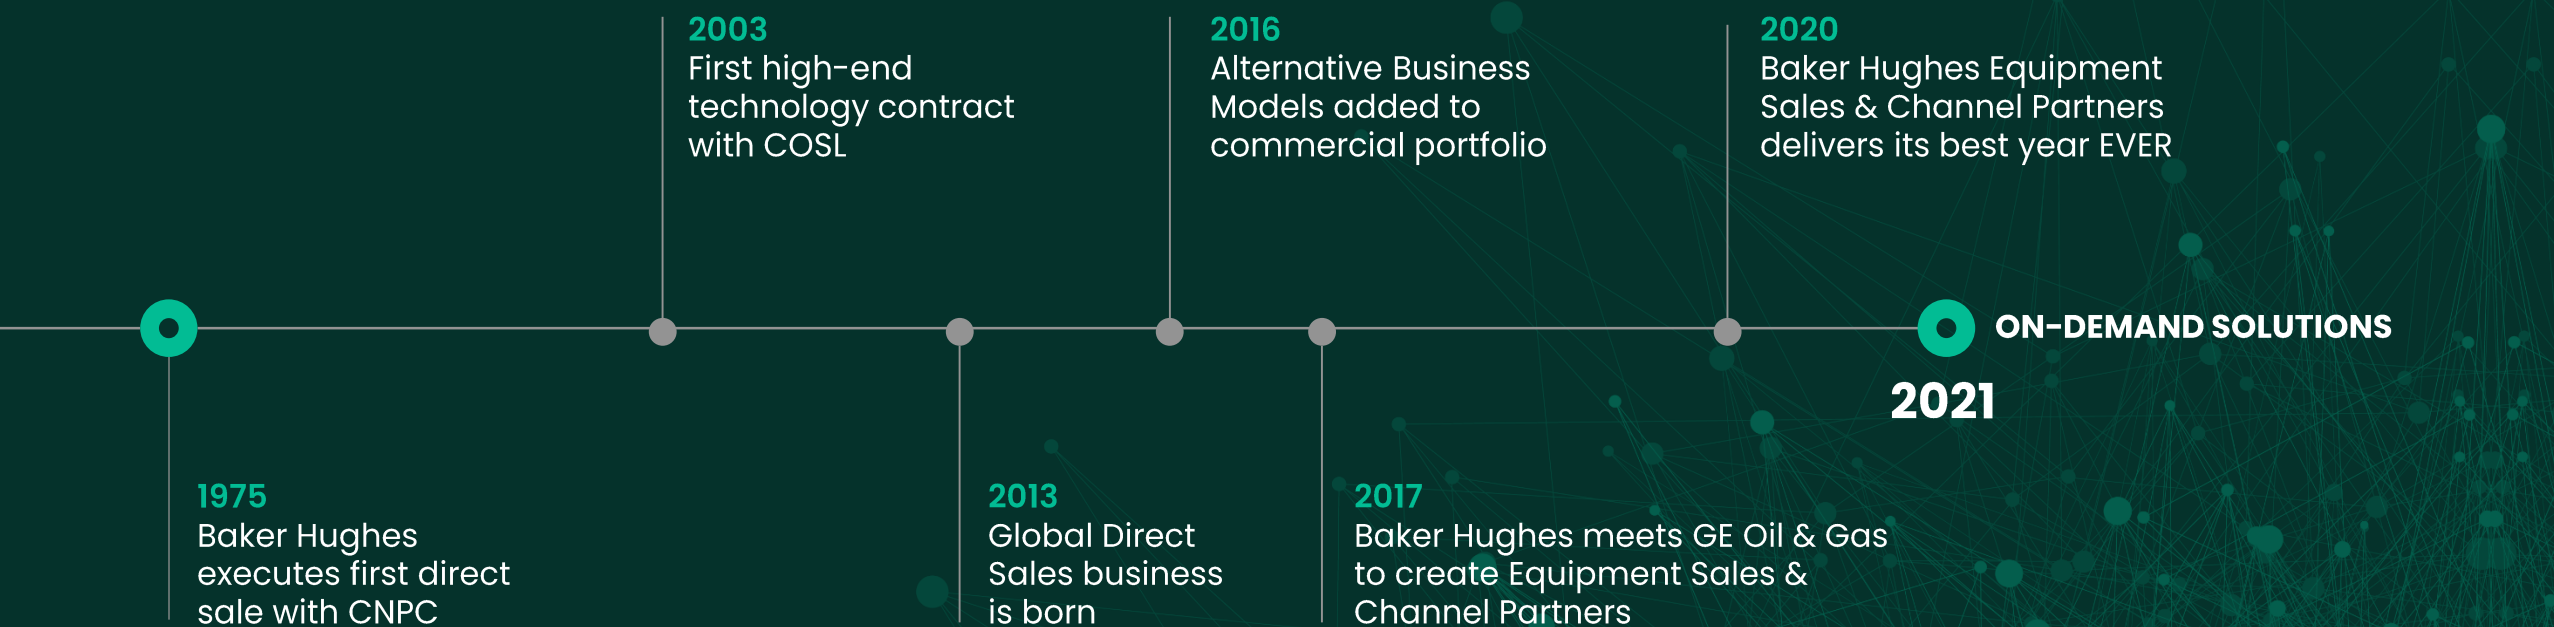 2003
First high-end
technology contract
with COSL
2016
Alternative Business
Models added to
commercial portfolio
2020
Baker Hughes Equipment
Sales & Channel Partners
delivers its best year EVER
ON-DEMAND SOLUTIONS
2021
1975
Baker Hughes
executes first direct
sale with CNPC
2013
Global Direct
Sales business
is born
2017
Baker Hughes meets GE Oil & Gas
to create Equipment Sales &
Channel Partners